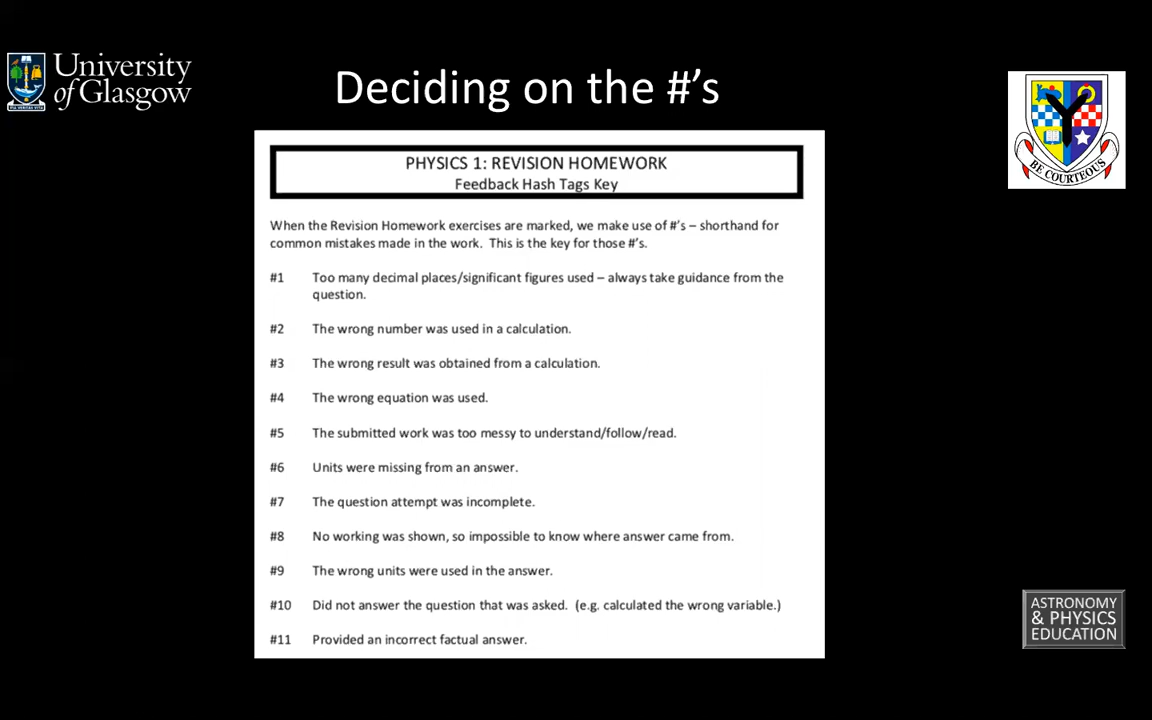 University
of Glasgow
VIA VERITAS VITA
Deciding on the #'s
BE COURTEOUS
PHYSICS 1: REVISION HOMEWORK
Feedback Hash Tags Key
When the Revision Homework exercises are marked, we make use of #'s – shorthand for
common mistakes made in the work. This is the key for those #'s.
#1 Too many decimal places/significant figures used – always take guidance from the
question.
#2 The wrong number was used in a calculation.
#3 The wrong result was obtained from a calculation.
#4 The wrong equation was used.
#5 The submitted work was too messy to understand/follow/read.
#6 Units were missing from an answer.
#7 The question attempt was incomplete.
#8 No working was shown, so impossible to know where answer came from.
#9 The wrong units were used in the answer.
#10 Did not answer the question that was asked. (e.g. calculated the wrong variable.)
#11 Provided an incorrect factual answer.
ASTRONOMY
& PHYSICS
EDUCATION